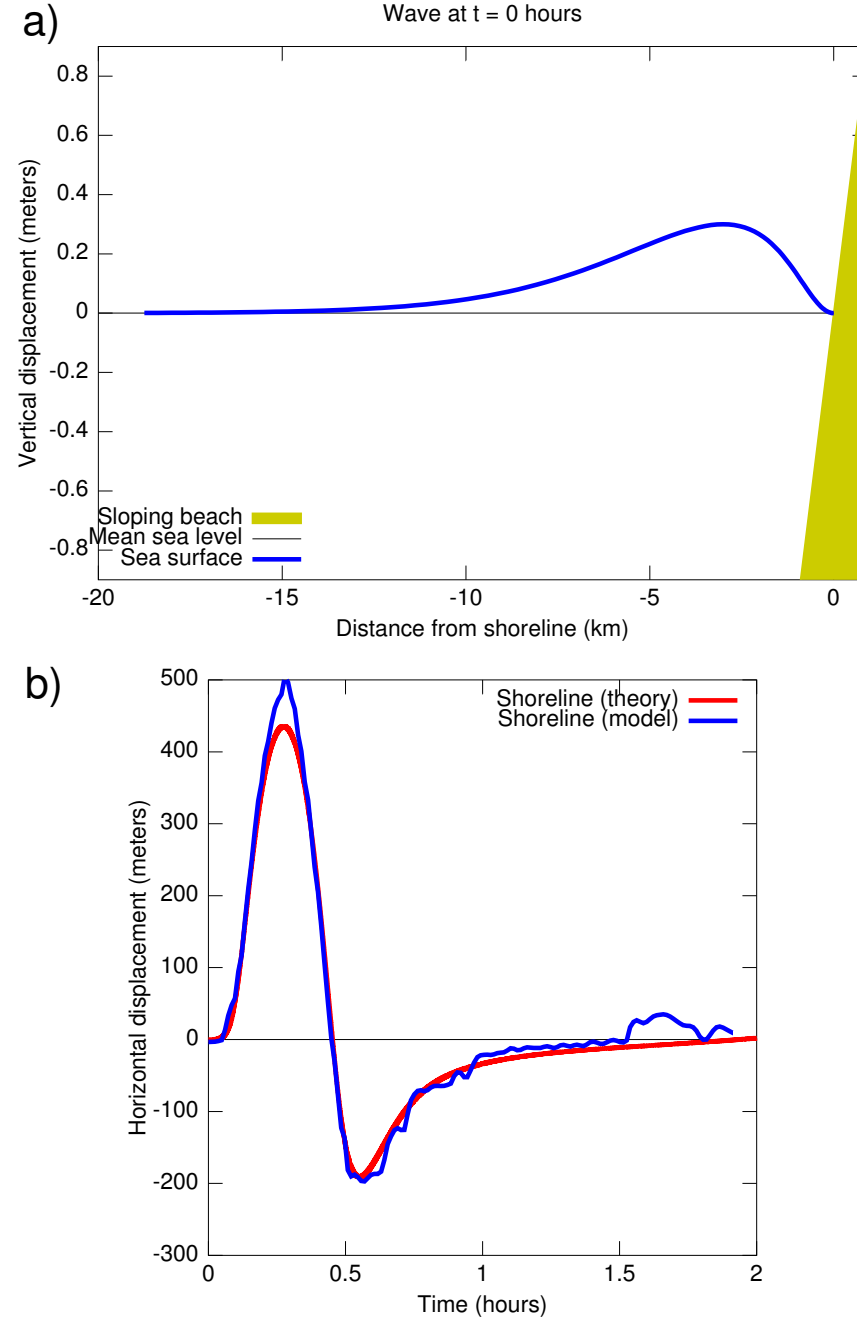 a)
Wave at t = 0 hours
0.8
0.6
0.4
0.2
0
-0.2
-0.4
-0.6
-0.8
Vertical displacement (meters)
Sloping beach
Mean sea level
Sea surface
-20 -15 -10 -5 0
Distance from shoreline (km)
b)
500
400
300
200
100
0
-100
-200
-300
Horizontal displacement (meters)
Shoreline (theory)
Shoreline (model)
0 0.5 1 1.5 2
Time (hours)